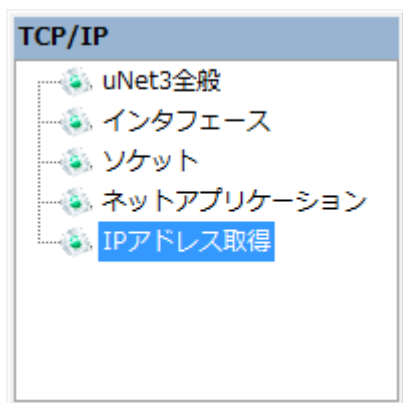 TCP/IP
uNet3全般
インタフェース
ソケット
ネットアプリケーション
IPアドレス取得